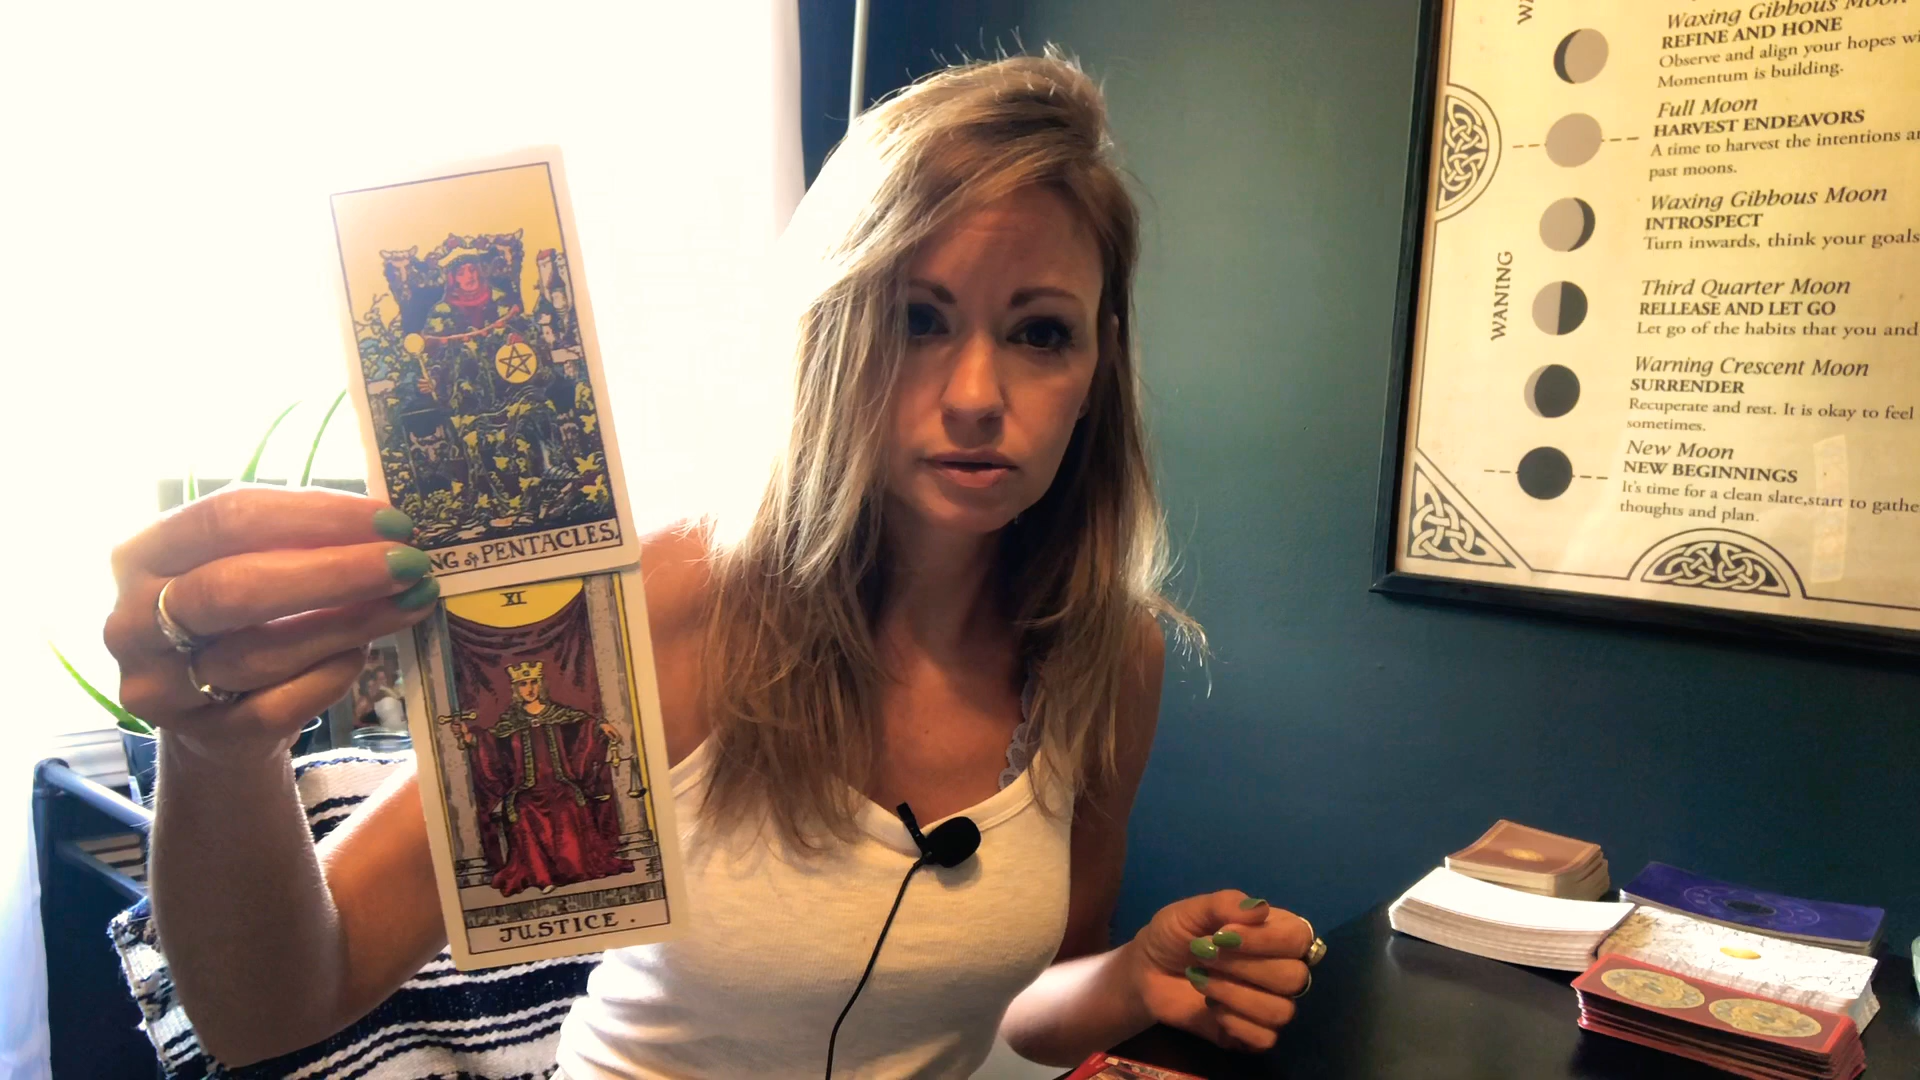 NG of PENTACLES.
XI
JUSTICE.
Waxing Gibbous Moon
REFINE AND HONE
Observe and align your hopes
Momentum is building.
Full Moon
HARVEST ENDEAVORS
A time to harvest the intentions
past moons.
Waxing Gibbous Moon
INTROSPECT
Turn inwards, think your goals
WANING
Third Quarter Moon
RELLEASE AND LET GO
Let go of the habits that you and
Warning Crescent Moon
SURRENDER
Recuperate and rest. It is okay to feel
sometimes.
New Moon
NEW BEGINNINGS
It's time for a clean slate,start to
thoughts and plan.